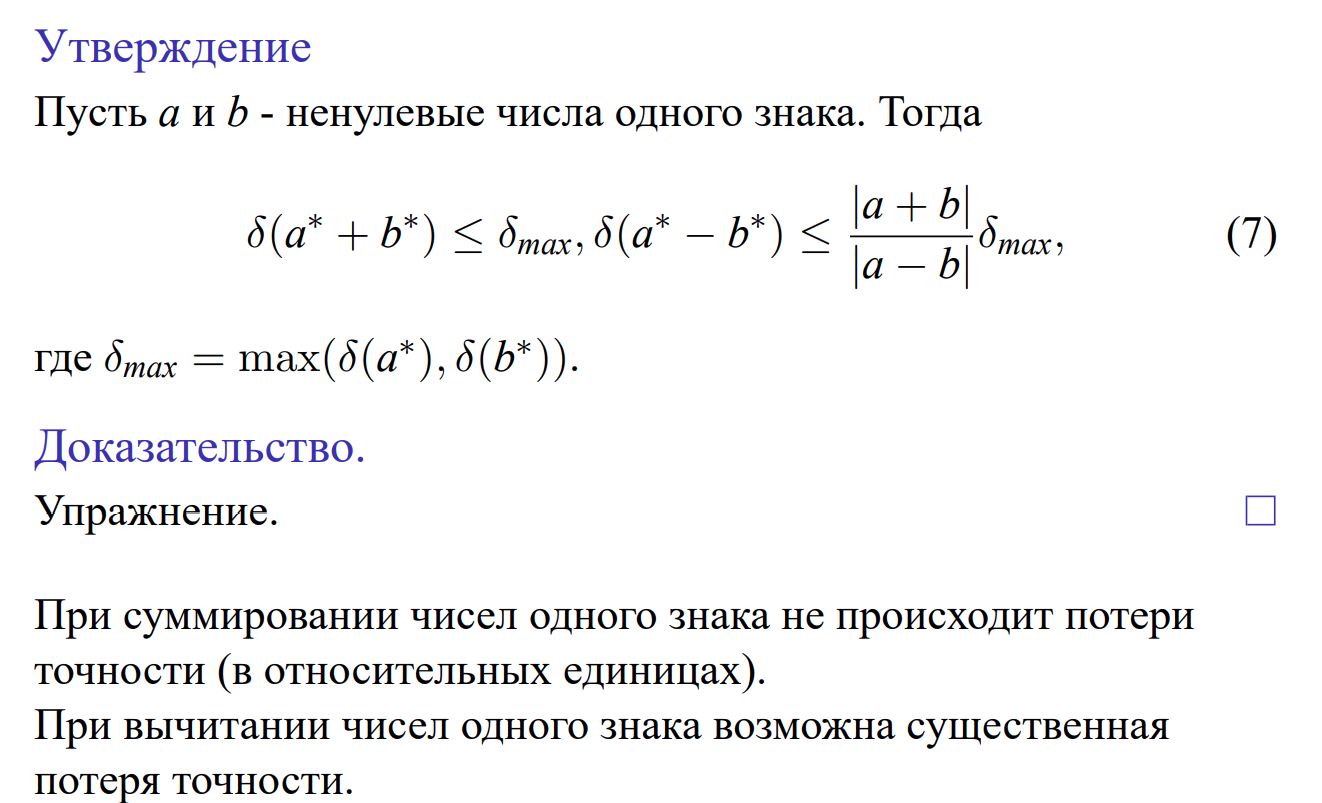 Утверждение
Пусть a и b - ненулевые числа одного знака. Тогда
δ(a* + b*) ≤ δ_max, δ(a* − b*) ≤ |a + b| / |a − b| δ_max, (7)
где δ_max = max(δ(a*), δ(b*)).
Доказательство.
Упражнение. □
При суммировании чисел одного знака не происходит потери
точности (в относительных единицах).
При вычитании чисел одного знака возможна существенная
потеря точности.